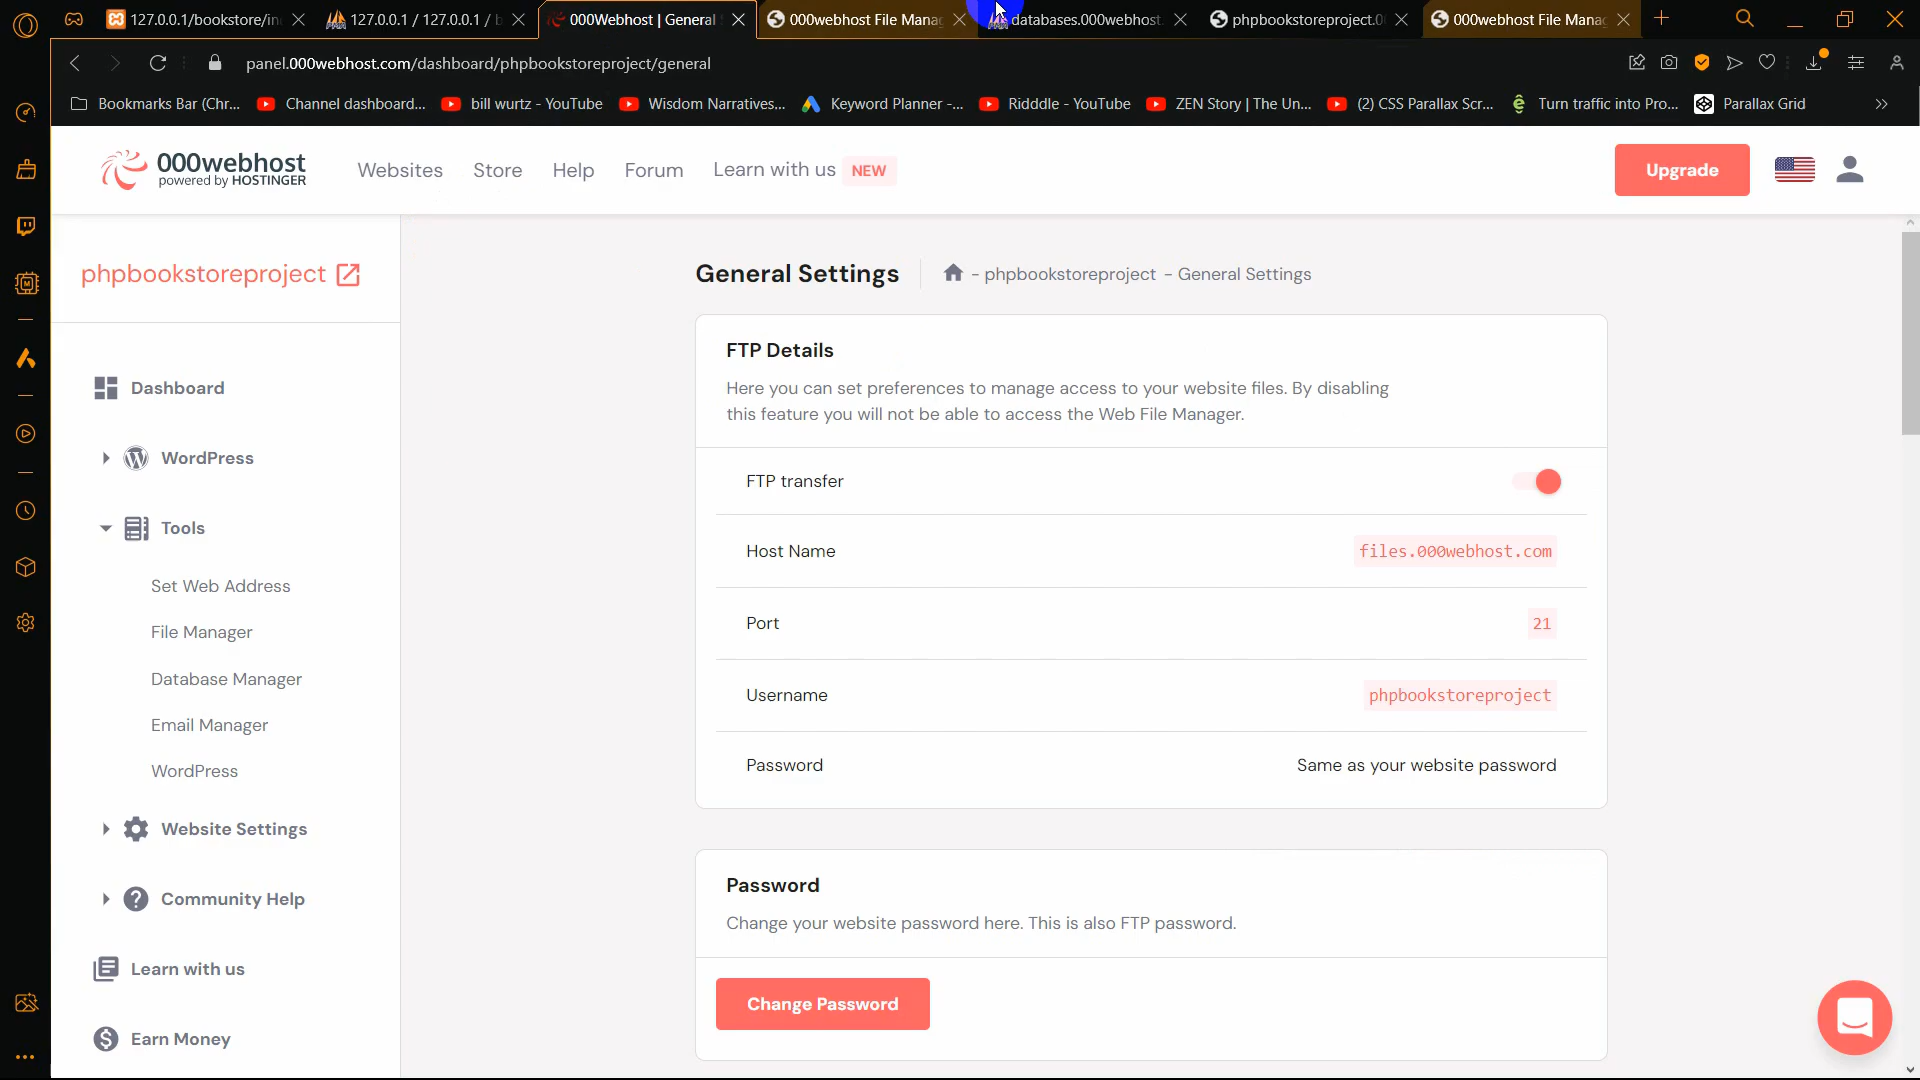 127.0.0.1/bookstore/in
127.0.0.1 / 127.0.0.1 / b
000Webhost | General
000webhost File Manag
databases.000webhost.
phpbookstoreproject.0
000webhost File Manag
panel.000webhost.com/dashboard/phpbookstoreproject/general
Bookmarks Bar (Chr...
Channel dashboard...
bill wurtz - YouTube
Wisdom Narratives...
Keyword Planner -...
Ridddle - YouTube
ZEN Story | The Un...
(2) CSS Parallax Scr...
Turn traffic into Pro...
Parallax Grid
000webhost
powered by HOSTINGER
Websites
Store
Help
Forum
Learn with us
NEW
Upgrade
phpbookstoreproject
General Settings
- phpbookstoreproject - General Settings
Dashboard
WordPress
Tools
Set Web Address
File Manager
Database Manager
Email Manager
WordPress
Website Settings
Community Help
Learn with us
Earn Money
FTP Details
Here you can set preferences to manage access to your website files. By disabling
this feature you will not be able to access the Web File Manager.
FTP transfer
Host Name
files.000webhost.com
Port
21
Username
phpbookstoreproject
Password
Same as your website password
Password
Change your website password here. This is also FTP password.
Change Password